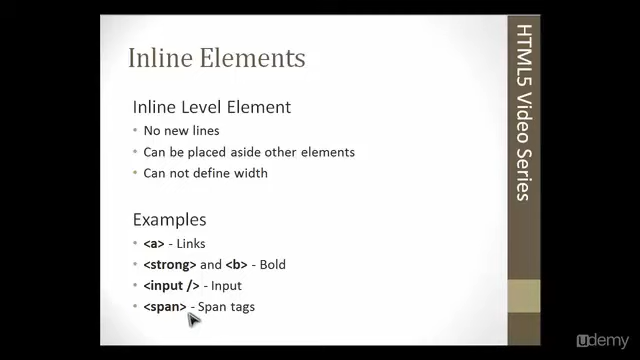 Inline Elements
Inline Level Element
• No new lines
• Can be placed aside other elements
• Can not define width
Examples
• <a> - Links
• <strong> and <b> - Bold
• <input /> - Input
• <span> - Span tags
HTML5 Video Series
udemy